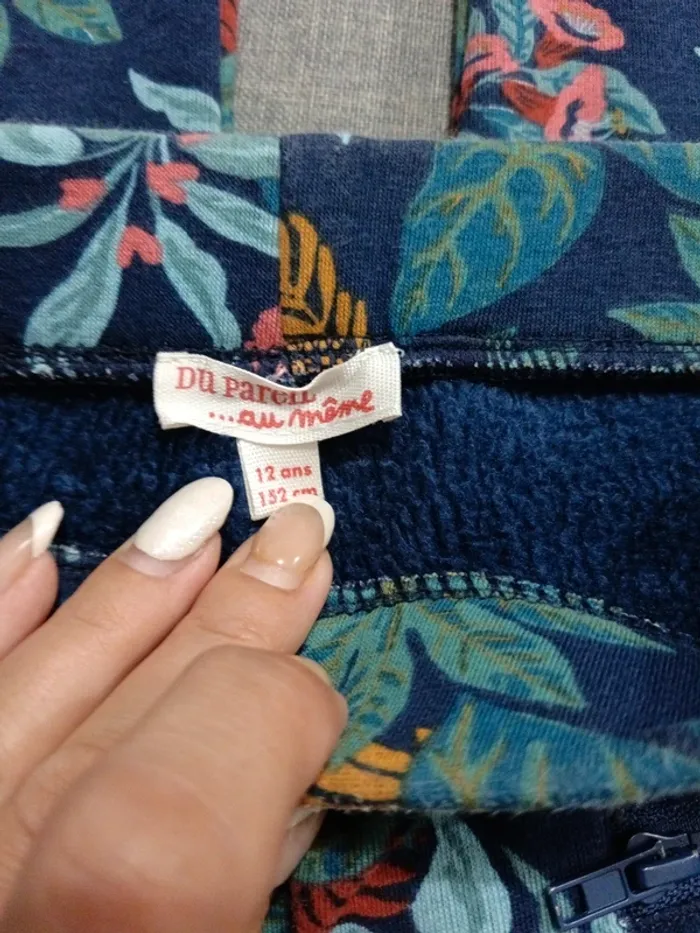 DU PAREIL
...au même
12 ans
152 cm